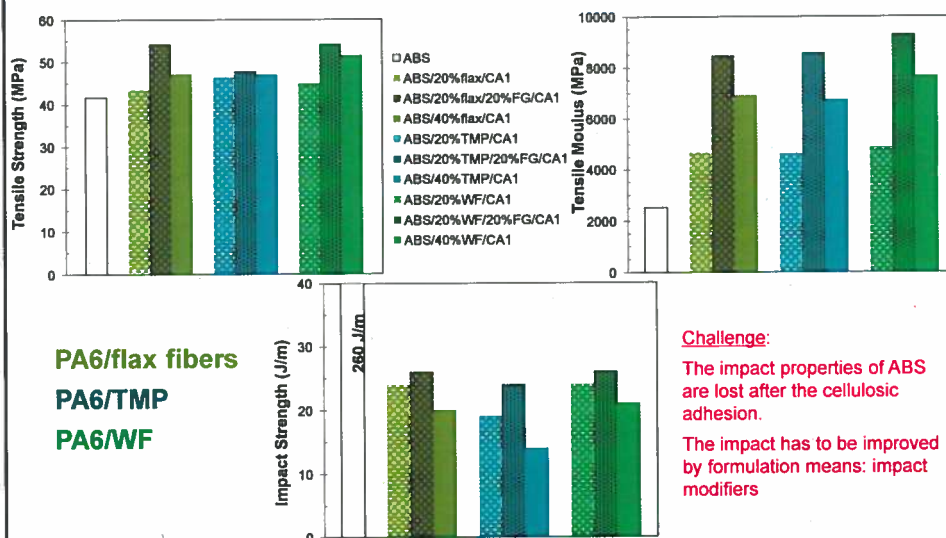 60
50
40
30
20
10
0
Tensile Strength (MPa)
ABS
ABS/20%flax/CA1
ABS/20%flax/20%FG/CA1
ABS/40%flax/CA1
ABS/20%TMP/CA1
ABS/20%TMP/20%FG/CA1
ABS/40%TMP/CA1
ABS/20%WF/CA1
ABS/20%WF/20%FG/CA1
ABS/40%WF/CA1
10000
8000
6000
4000
2000
0
Tensile Moulus (MPa)
40
30
20
10
0
Impact Strength (J/m)
260 J/m
PA6/flax fibers
PA6/TMP
PA6/WF
Challenge:
The impact properties of ABS
are lost after the cellulosic
adhesion.
The impact has to be improved
by formulation means: impact
modifiers